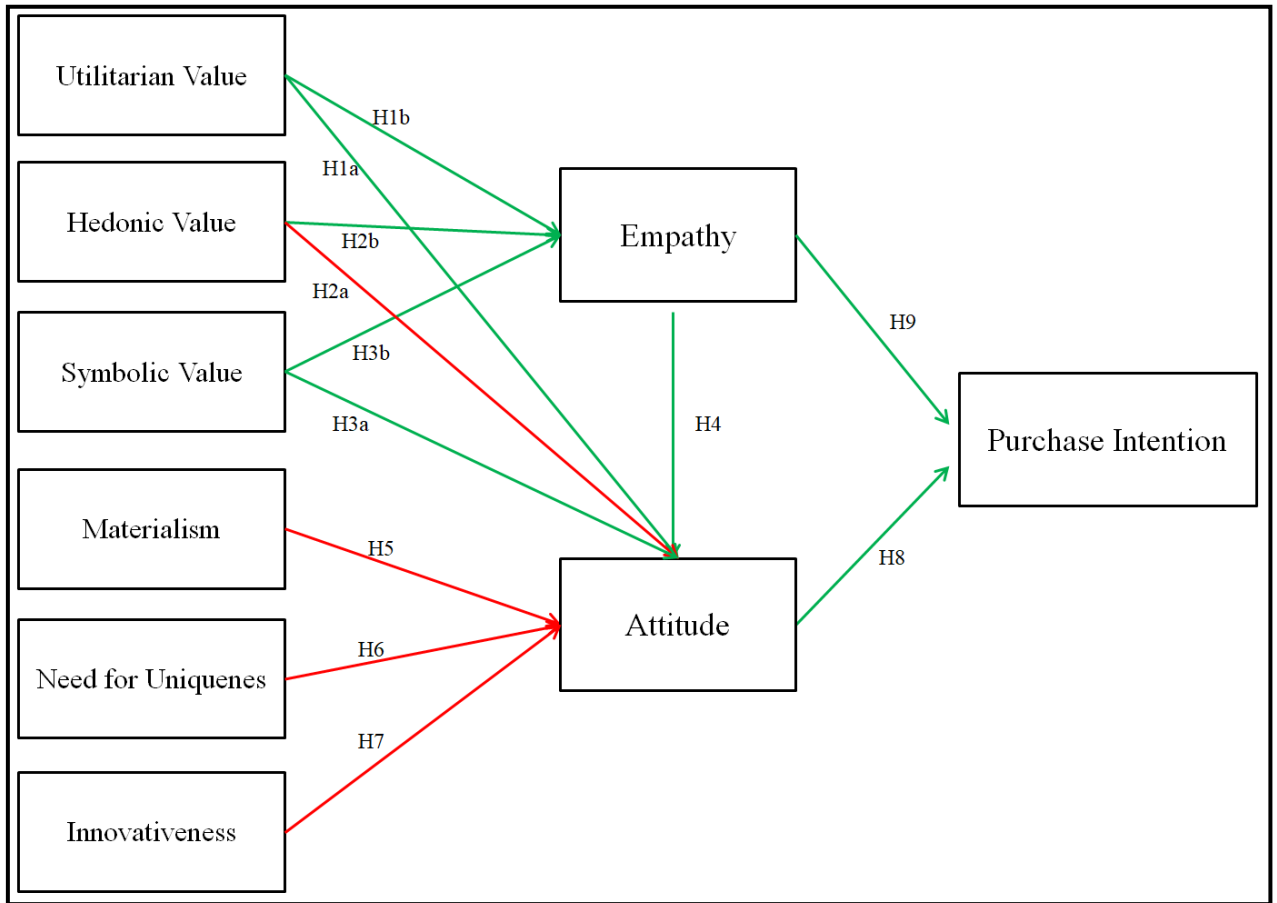 Utilitarian Value
H1b
H1a
Hedonic Value
H2b
Empathy
H2a
H9
Symbolic Value
H3b
H3a
H4
Purchase Intention
Materialism
H5
H8
Attitude
Need for Uniquenes
H6
H7
Innovativeness